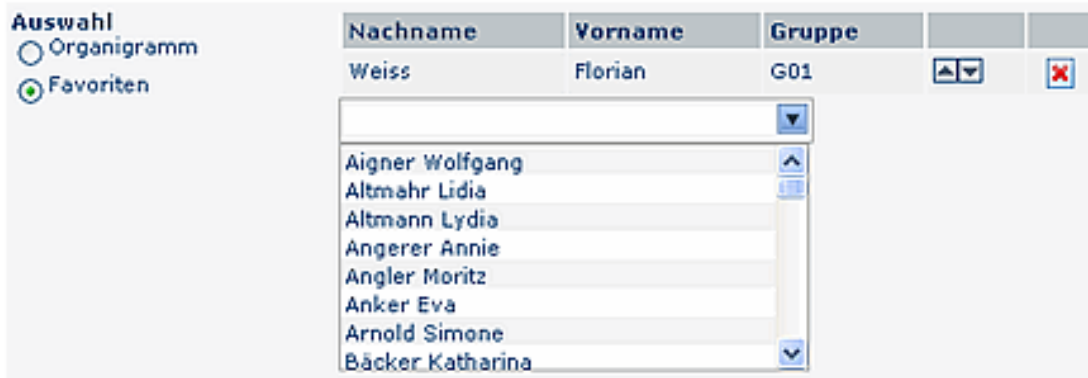 Auswahl
Organigramm
Favoriten
Nachname Vorname Gruppe
Weiss Florian G01
Aigner Wolfgang
Altmahr Lidia
Altmann Lydia
Angerer Annie
Angler Moritz
Anker Eva
Arnold Simone
Bäcker Katharina